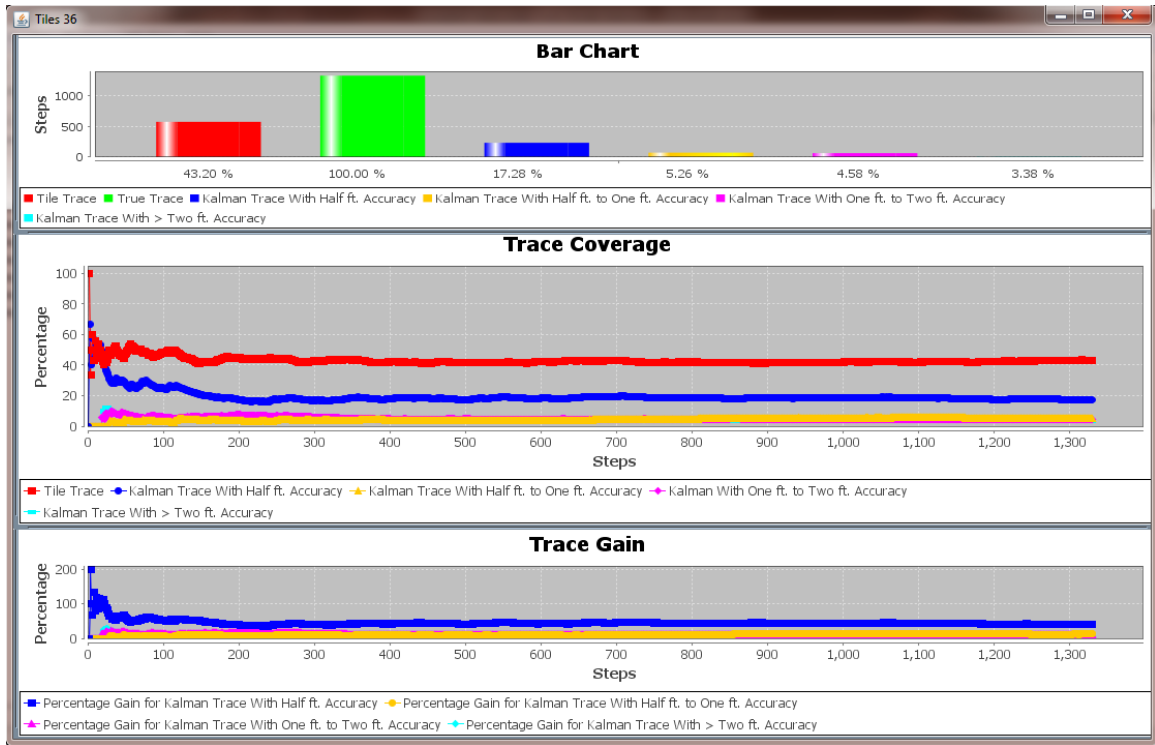 Tiles 36
Bar Chart
Steps
1000
500
0
43.20 % 100.00 % 17.28 % 5.26 % 4.58 % 3.38 %
Tile Trace True Trace Kalman Trace With Half ft. Accuracy Kalman Trace With Half ft. to One ft. Accuracy Kalman Trace With One ft. to Two ft. Accuracy
Kalman Trace With > Two ft. Accuracy
Trace Coverage
Percentage
100
80
60
40
20
0
0 100 200 300 400 500 600 700 800 900 1,000 1,100 1,200 1,300
Steps
Tile Trace Kalman Trace With Half ft. Accuracy Kalman Trace With Half ft. to One ft. Accuracy Kalman With One ft. to Two ft. Accuracy
Kalman Trace With > Two ft. Accuracy
Trace Gain
Percentage
200
100
0
0 100 200 300 400 500 600 700 800 900 1,000 1,100 1,200 1,300
Steps
Percentage Gain for Kalman Trace With Half ft. Accuracy Percentage Gain for Kalman Trace With Half ft. to One ft. Accuracy
Percentage Gain for Kalman Trace With One ft. to Two ft. Accuracy Percentage Gain for Kalman Trace With > Two ft. Accuracy